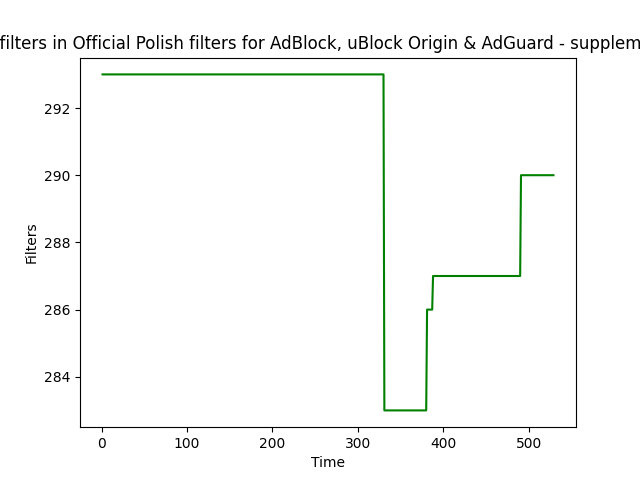 filters in Official Polish filters for AdBlock, uBlock Origin & AdGuard - supplem
292
290
288
286
284
Filters
0 100 200 300 400 500
Time